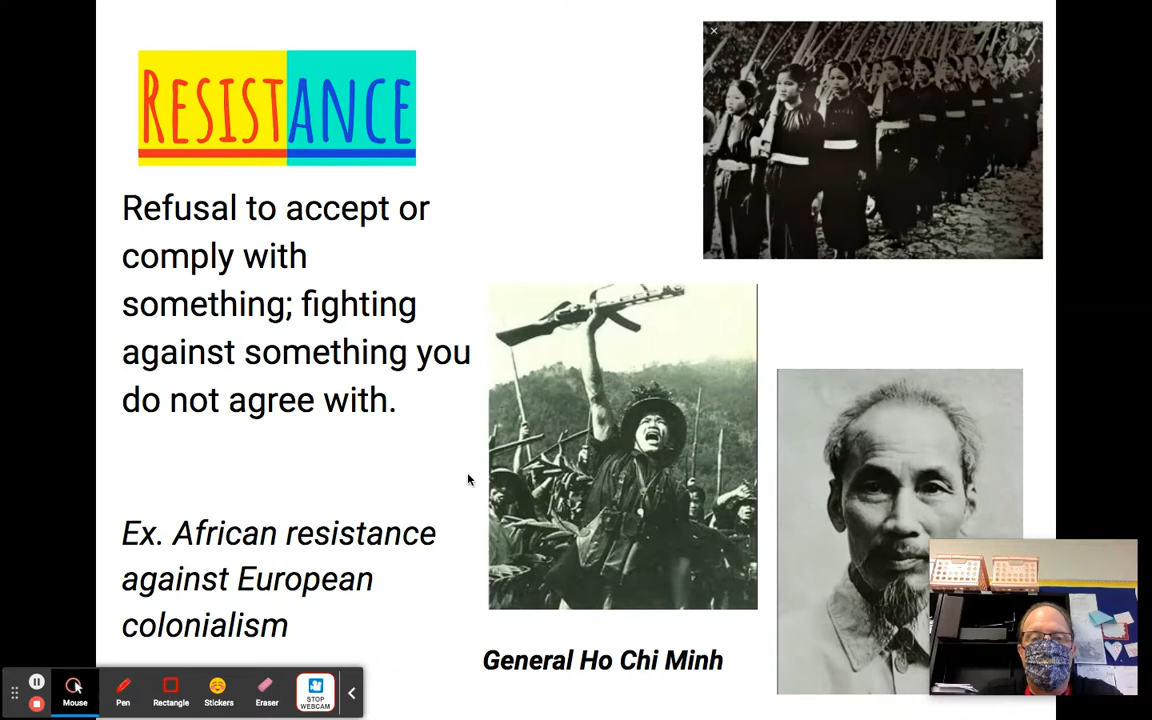 RESISTANCE
Refusal to accept or
comply with
something; fighting
against something you
do not agree with.
Ex. African resistance
against European
colonialism
General Ho Chi Minh
Mouse
Pen
Rectangle
Stickers
Eraser
STOP
WEBCAM